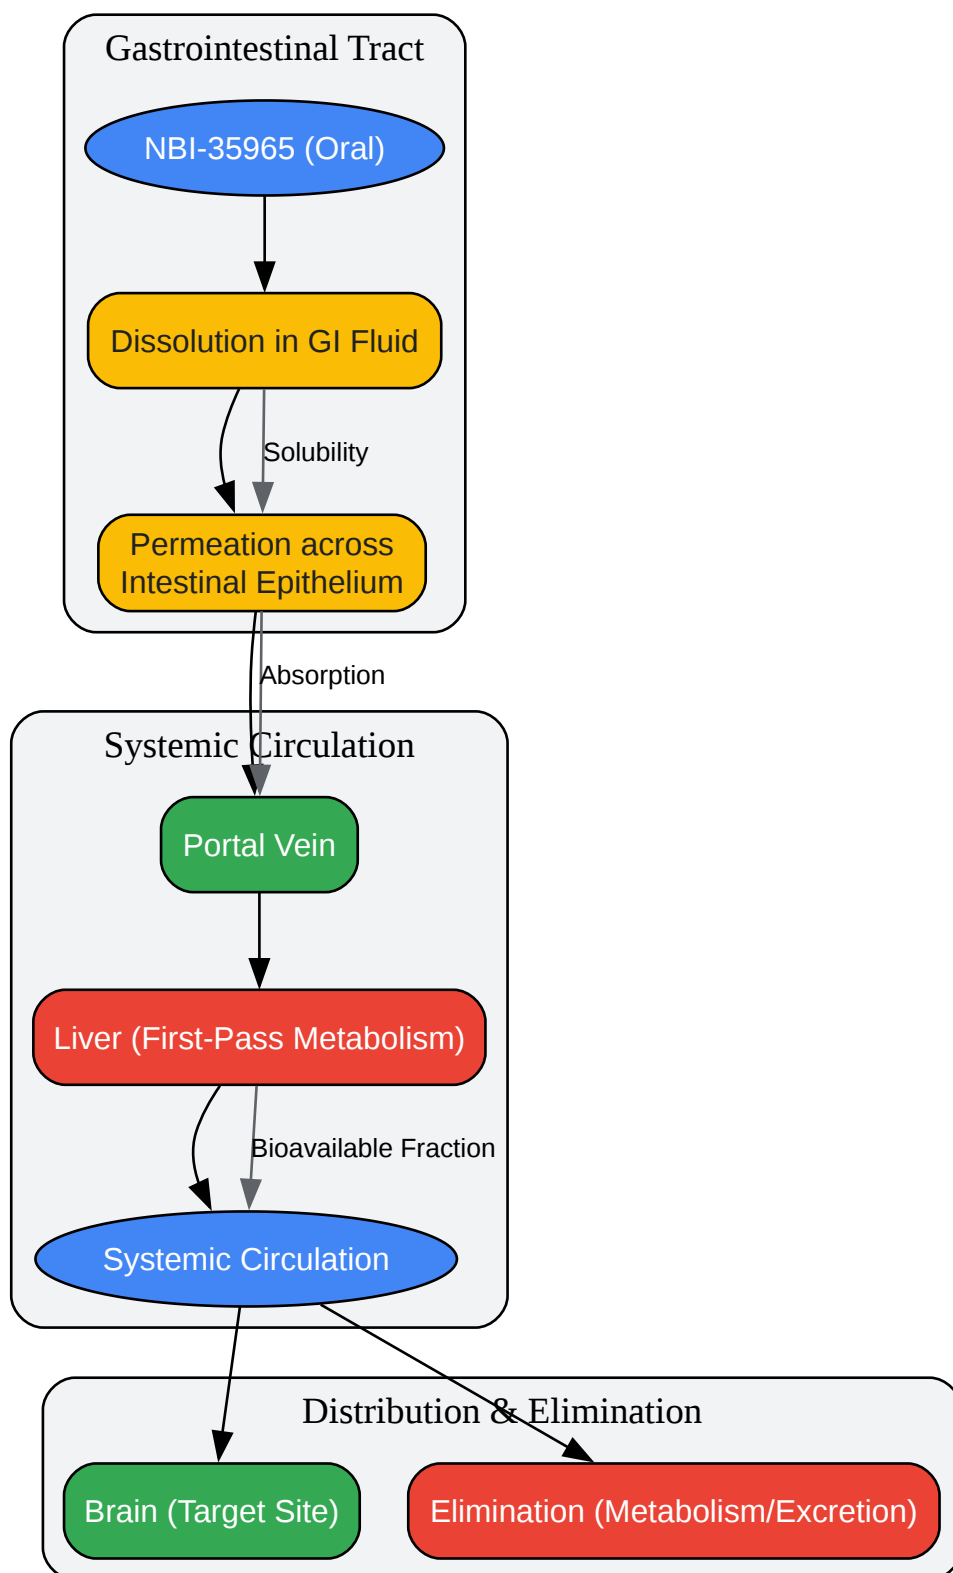 Gastrointestinal Tract
NBI-35965 (Oral)
Dissolution in GI Fluid
Solubility
Permeation across
Intestinal Epithelium
Absorption
Systemic Circulation
Portal Vein
Liver (First-Pass Metabolism)
Bioavailable Fraction
Systemic Circulation
Distribution & Elimination
Brain (Target Site)
Elimination (Metabolism/Excretion)